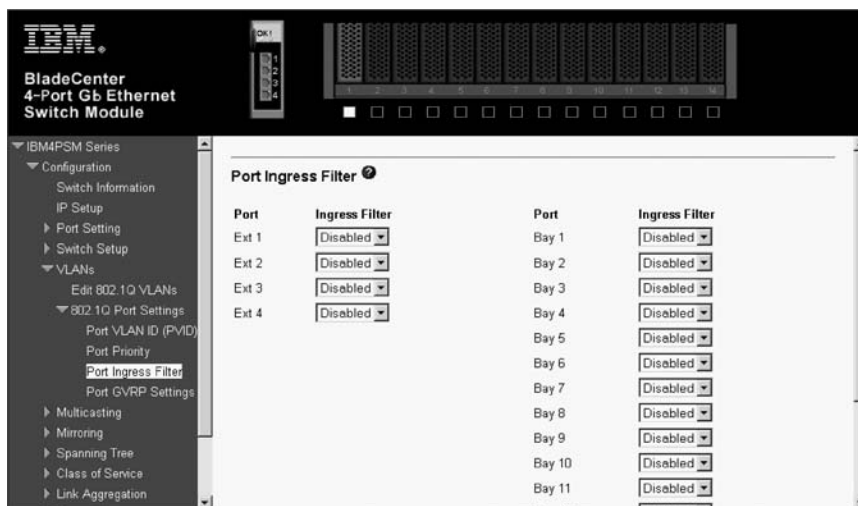 IBM.
BladeCenter
4-Port Gb Ethernet
Switch Module
OK!
1
2
3
4
1 2 3 4 5 6 7 8 9 10 11 12 13 14
IBM4PSM Series
Configuration
Switch Information
IP Setup
Port Setting
Switch Setup
VLANs
Edit 802.1Q VLANs
802.1Q Port Settings
Port VLAN ID (PVID)
Port Priority
Port Ingress Filter
Port GVRP Settings
Multicasting
Mirroring
Spanning Tree
Class of Service
Link Aggregation
Port Ingress Filter ?
Port Ingress Filter Port Ingress Filter
Ext 1 Disabled Bay 1 Disabled
Ext 2 Disabled Bay 2 Disabled
Ext 3 Disabled Bay 3 Disabled
Ext 4 Disabled Bay 4 Disabled
Bay 5 Disabled
Bay 6 Disabled
Bay 7 Disabled
Bay 8 Disabled
Bay 9 Disabled
Bay 10 Disabled
Bay 11 Disabled